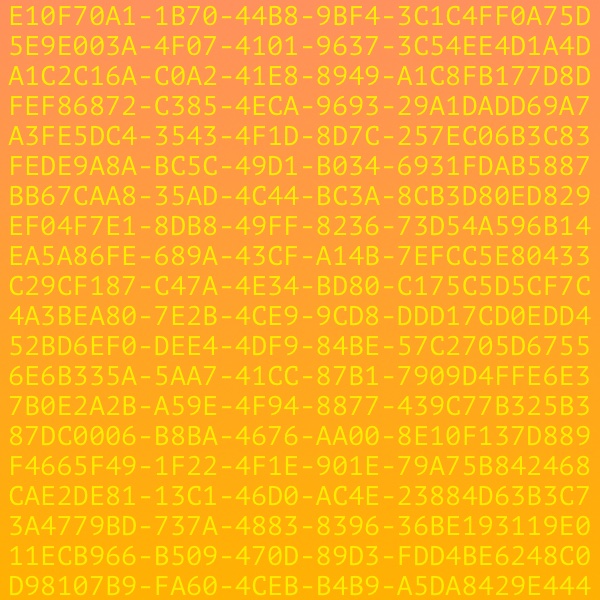 E10F70A1-1B70-44B8-9BF4-3C1C4FF0A75D
5E9E003A-4F07-4101-9637-3C54EE4D1A4D
A1C2C16A-C0A2-41E8-8949-A1C8FB177D8D
FEF86872-C385-4ECA-9693-29A1DADD69A7
A3FE5DC4-3543-4F1D-8D7C-257EC06B3C83
FEDE9A8A-BC5C-49D1-B034-6931FDAB5887
BB67CAA8-35AD-4C44-BC3A-8CB3D80ED829
EF04F7E1-8DB8-49FF-8236-73D54A596B14
EA5A86FE-689A-43CF-A14B-7EFCC5E80433
C29CF187-C47A-4E34-BD80-C175C5D5CF7C
4A3BEA80-7E2B-4CE9-9CD8-DDD17CD0EDD4
52BD6EF0-DEE4-4DF9-84BE-57C2705D6755
6E6B335A-5AA7-41CC-87B1-7909D4FFE6E3
7B0E2A2B-A59E-4F94-8877-439C77B325B3
87DC0006-B8BA-4676-AA00-8E10F137D889
F4665F49-1F22-4F1E-901E-79A75B842468
CAE2DE81-13C1-46D0-AC4E-23884D63B3C7
3A4779BD-737A-4883-8396-36BE193119E0
11ECB966-B509-470D-89D3-FDD4BE6248C0
D98107B9-FA60-4CEB-B4B9-A5DA8429E444